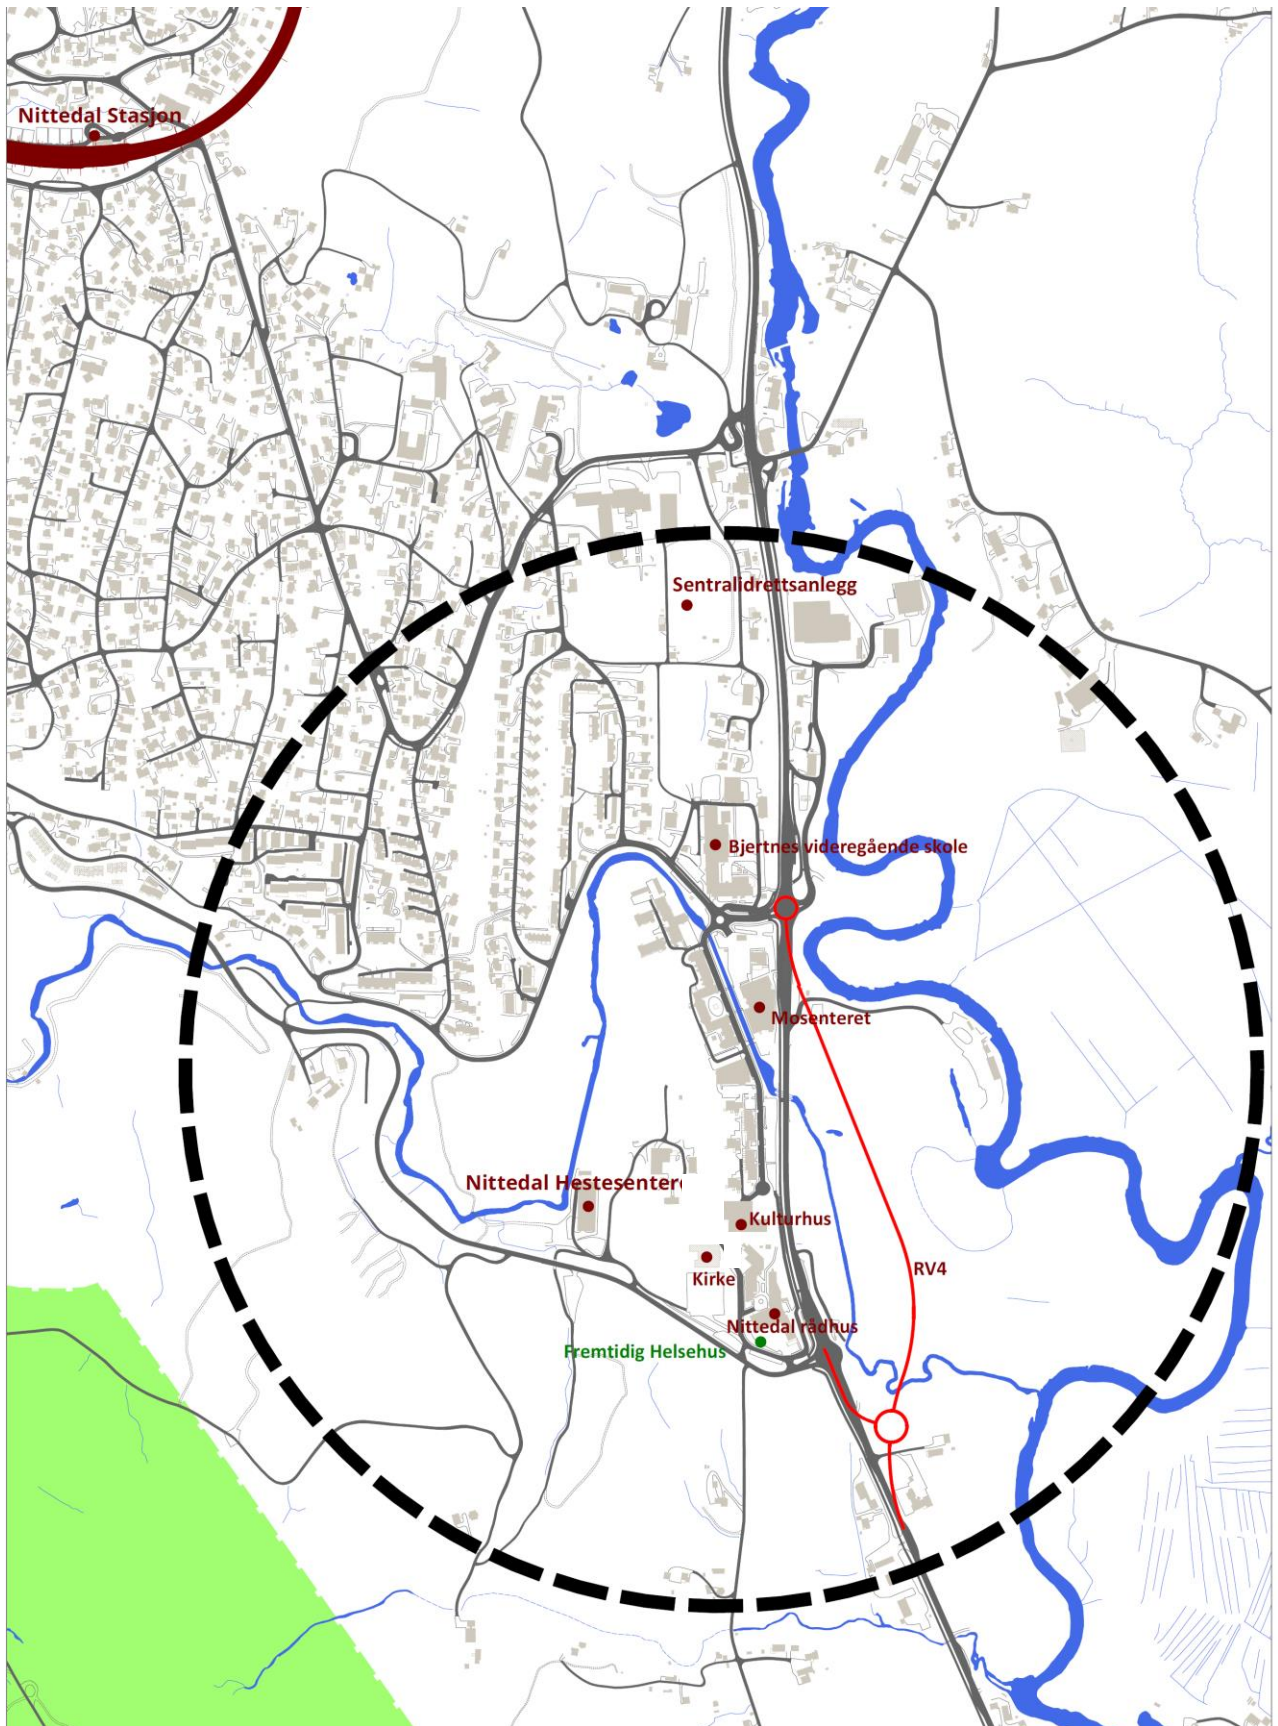 Nittedal Stasjon
Sentralidrettsanlegg
Bjertnes videregående skole
Mosenteret
Nittedal Hestesenter
Kulturhus
Kirke
RV4
Nittedal rådhus
Fremtidig Helsehus